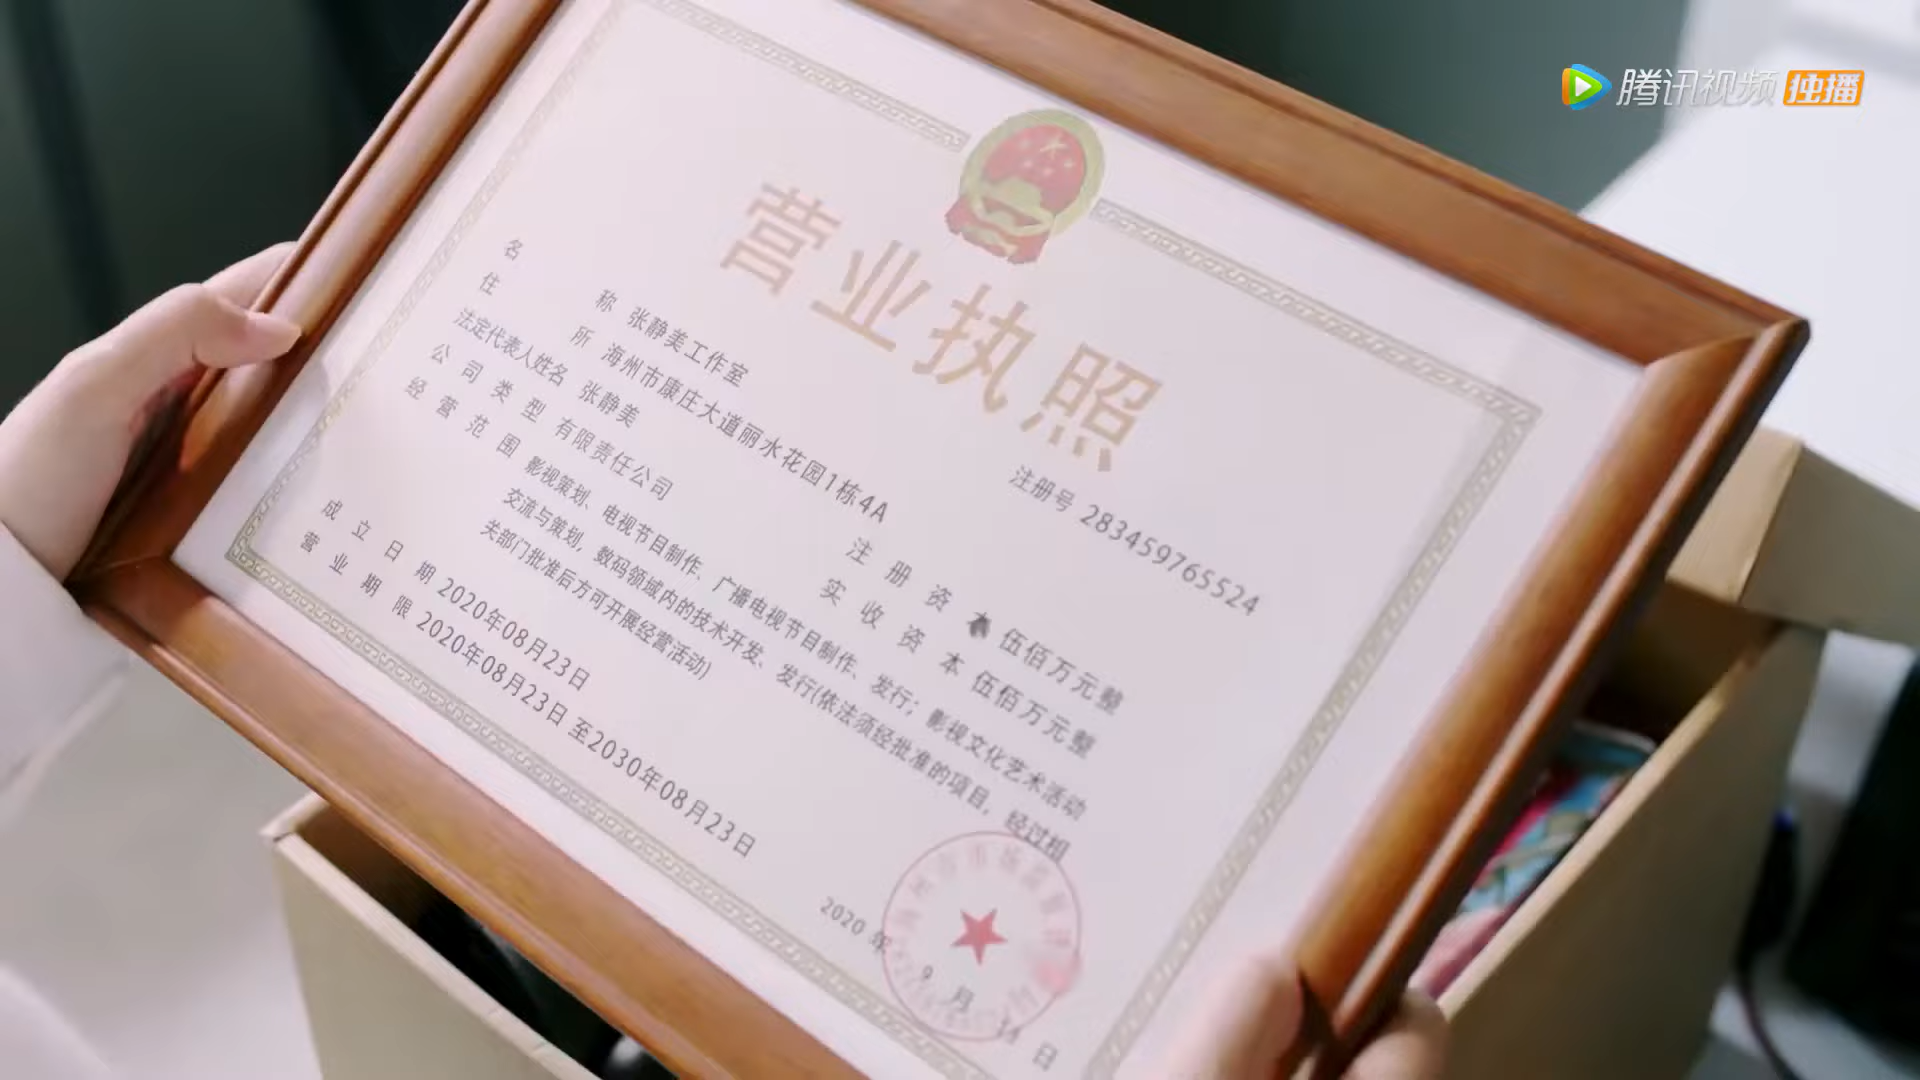 腾讯视频 独播
营业执照
注册号 283459765524
名称 张静美工作室
住所 海州市康庄大道丽水花园1栋4A
法定代表人姓名 张静美
公司类型 有限责任公司
经营范围 影视策划、电视节目制作、广播电视节目制作、发行；影视文化艺术活动
交流与策划，数码领域内的技术开发、发行(依法须经批准的项目，经过相
关部门批准后方可开展经营活动)
注册资本 伍佰万元整
实收资本 伍佰万元整
成立日期 2020年08月23日
营业期限 2020年08月23日 至2030年08月23日
2020 年 9 月 14 日